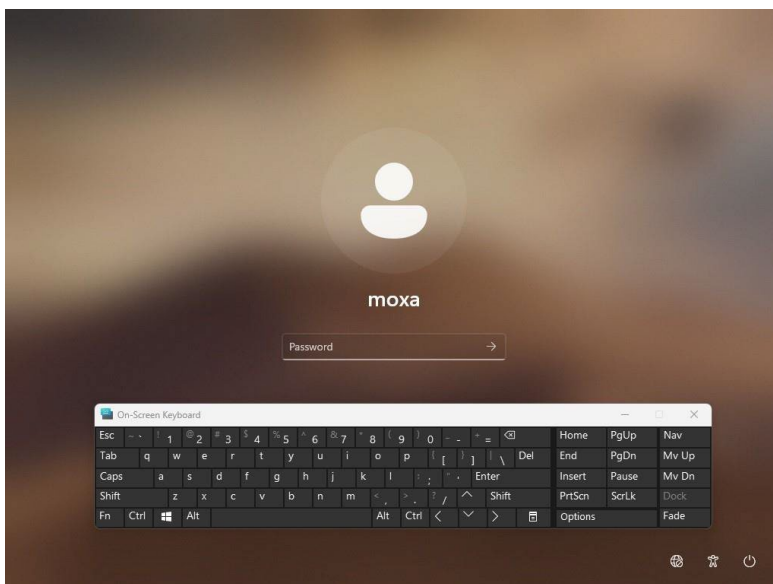 moxa
Password
On-Screen Keyboard
Esc ~ ` ! 1 @ 2 # 3 $ 4 % 5 ^ 6 & 7 * 8 ( 9 ) 0 _ - + = Home PgUp Nav
Tab q w e r t y u i o p { [ } ] | \ Del End PgDn Mv Up
Caps a s d f g h j k l : ; " ' Enter Insert Pause Mv Dn
Shift z x c v b n m < , > . ? / Shift PrtScn ScrLk Dock
Fn Ctrl Alt Alt Ctrl Options Fade